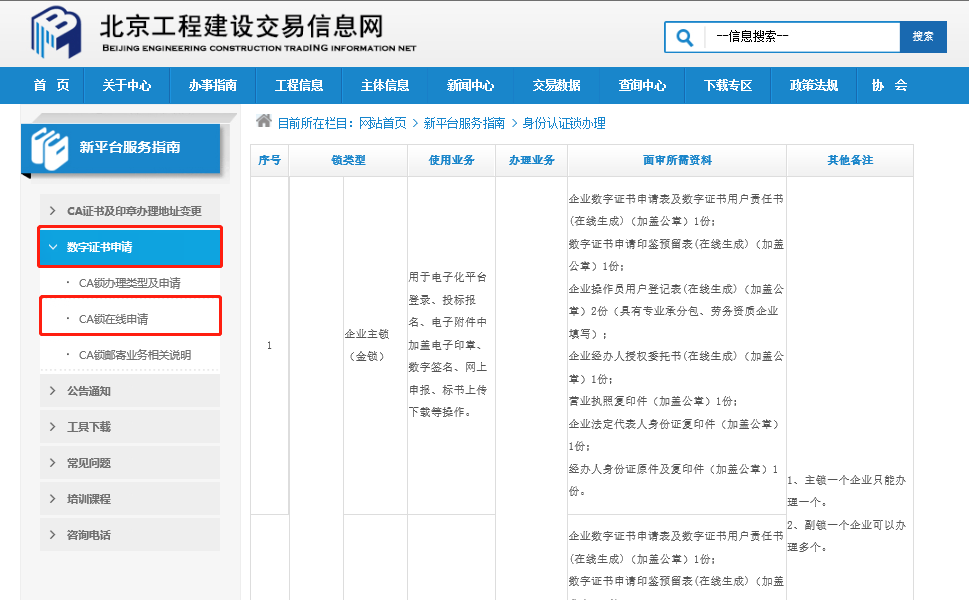 北京工程建设交易信息网
BEIJING ENGINEERING CONSTRUCTION TRADING INFORMATION NET
--信息搜索--
搜索
首 页
关于中心
办事指南
工程信息
主体信息
新闻中心
交易数据
查询中心
下载专区
政策法规
协 会
新平台服务指南
CA证书及印章办理地址变更
数字证书申请
· CA锁办理类型及申请
· CA锁在线申请
· CA锁邮寄业务相关说明
公告通知
工具下载
常见问题
培训课程
咨询电话
目前所在栏目：网站首页 > 新平台服务指南 > 身份认证锁办理
序号
锁类型
使用业务
办理业务
面审所需资料
其他备注
1
企业主锁
（金锁）
用于电子化平台
登录、投标报
名、电子附件中
加盖电子印章、
数字签名、网上
申报、标书上传
下载等操作。
企业数字证书申请表及数字证书用户责任书
(在线生成)（加盖公章）1份;
数字证书申请印鉴预留表(在线生成)（加盖
公章）1份;
企业操作员用户登记表(在线生成)（加盖公
章）2份（具有专业承分包、劳务资质企业
填写）;
企业经办人授权委托书(在线生成)（加盖公
章）1份;
营业执照复印件（加盖公章）1份;
企业法定代表人身份证复印件（加盖公章）
1份;
经办人身份证原件及复印件（加盖公章）1
份。
企业数字证书申请表及数字证书用户责任书
(在线生成)（加盖公章）1份;
数字证书申请印鉴预留表(在线生成)（加盖
1、主锁一个企业只能办
理一个。
2、副锁一个企业可以办
理多个。